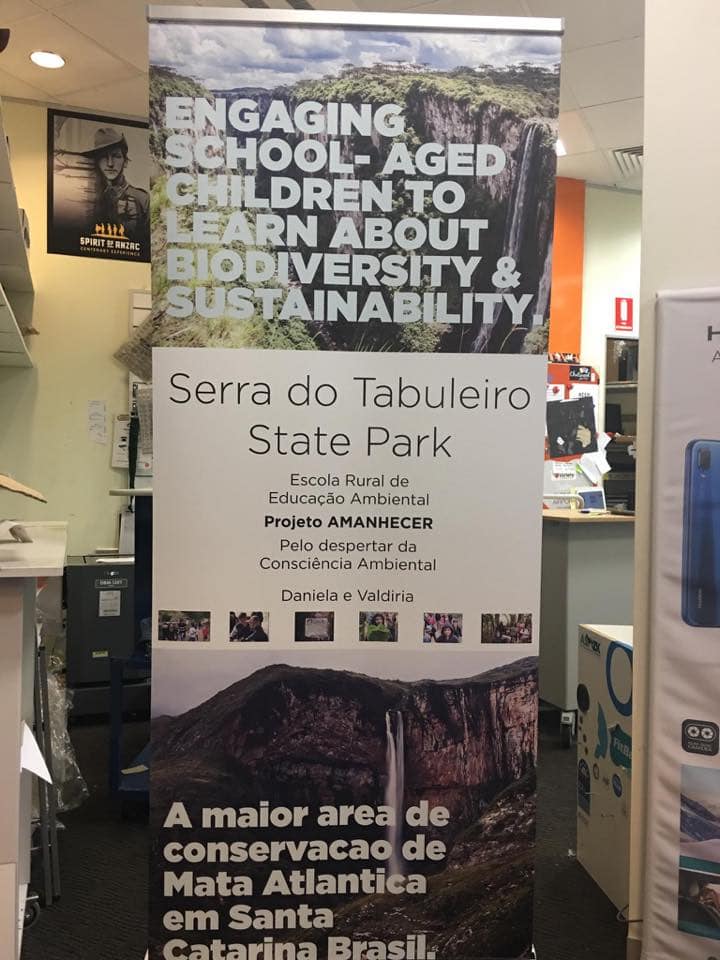 ENGAGING
SCHOOL- AGED
CHILDREN TO
LEARN ABOUT
BIODIVERSITY &
SUSTAINABILITY.
SPIRIT OF ANZAC
CENTENARY EXPERIENCE
Serra do Tabuleiro
State Park
Escola Rural de
Educação Ambiental
Projeto AMANHECER
Pelo despertar da
Consciência Ambiental
Daniela e Valdiria
A maior area de
conservacao de
Mata Atlantica
em Santa
Catarina Brasil.